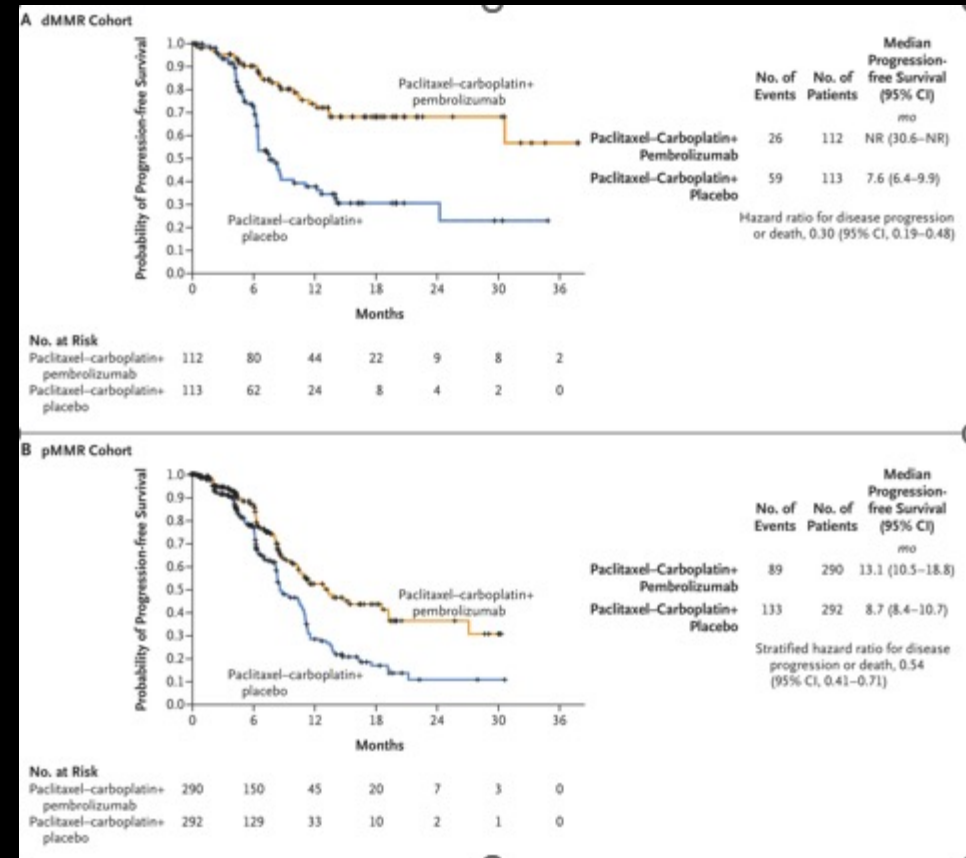 A dMMR Cohort
Probability of Progression-free Survival
1.0
0.9
0.8
0.7
0.6
0.5
0.4
0.3
0.2
0.1
0.0
Paclitaxel–carboplatin+
pembrolizumab
Paclitaxel–carboplatin+
placebo
0 6 12 18 24 30 36
Months
No. of Events
No. of Patients
Median Progression-free Survival (95% CI)
mo
Paclitaxel–Carboplatin+ Pembrolizumab 26 112 NR (30.6–NR)
Paclitaxel–Carboplatin+ Placebo 59 113 7.6 (6.4–9.9)
Hazard ratio for disease progression
or death, 0.30 (95% CI, 0.19–0.48)
No. at Risk
Paclitaxel–carboplatin+ pembrolizumab 112 80 44 22 9 8 2
Paclitaxel–carboplatin+ placebo 113 62 24 8 4 2 0
B pMMR Cohort
Probability of Progression-free Survival
1.0
0.9
0.8
0.7
0.6
0.5
0.4
0.3
0.2
0.1
0.0
Paclitaxel–carboplatin+
pembrolizumab
Paclitaxel–carboplatin+
placebo
0 6 12 18 24 30 36
Months
No. of Events
No. of Patients
Median Progression-free Survival (95% CI)
mo
Paclitaxel–Carboplatin+ Pembrolizumab 89 290 13.1 (10.5–18.8)
Paclitaxel–Carboplatin+ Placebo 133 292 8.7 (8.4–10.7)
Stratified hazard ratio for disease
progression or death, 0.54
(95% CI, 0.41–0.71)
No. at Risk
Paclitaxel–carboplatin+ pembrolizumab 290 150 45 20 7 3 0
Paclitaxel–carboplatin+ placebo 292 129 33 10 2 1 0